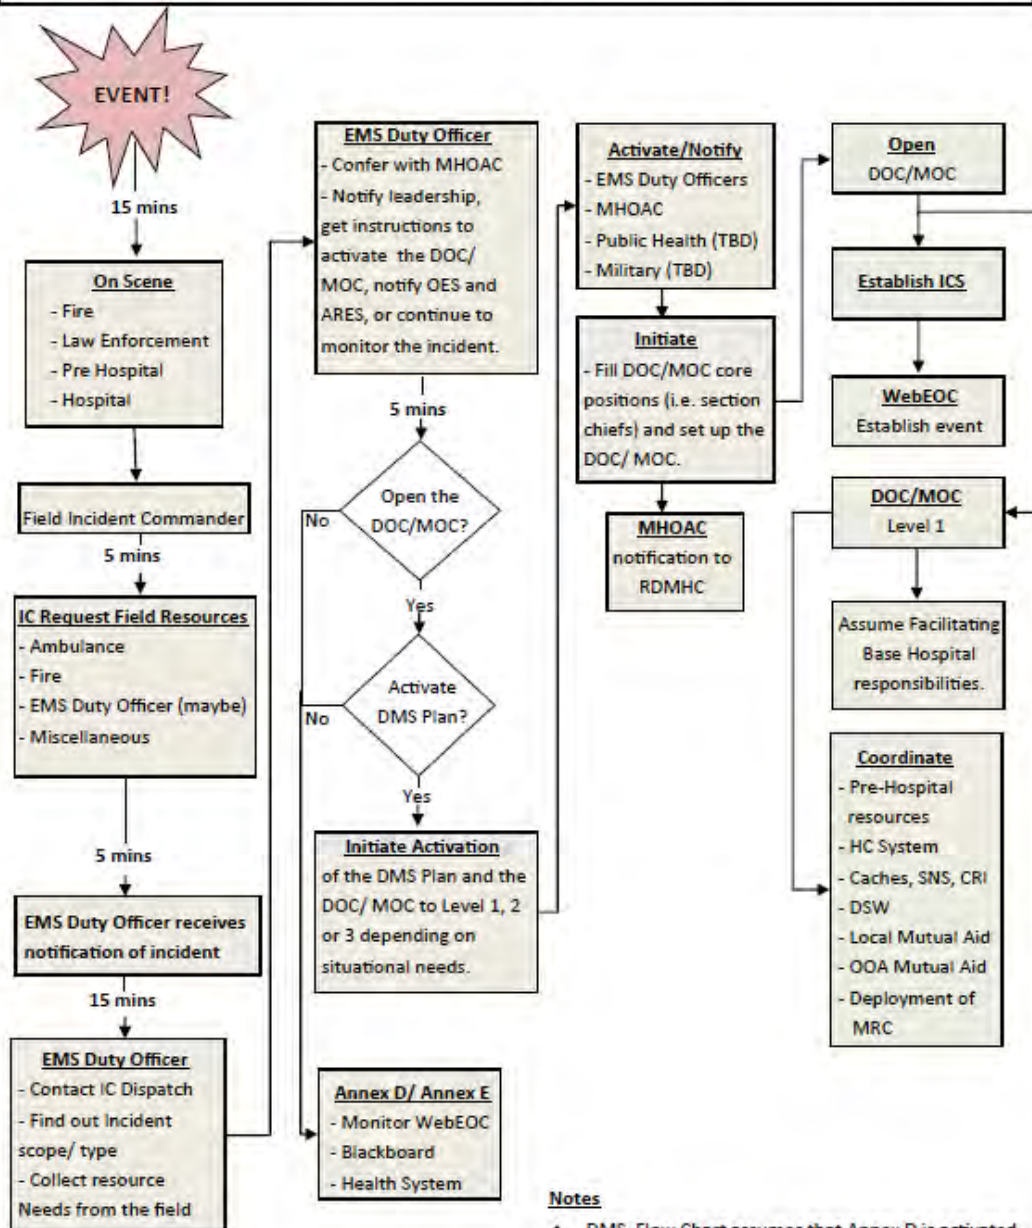 EVENT!
15 mins
On Scene
- Fire
- Law Enforcement
- Pre Hospital
- Hospital
Field Incident Commander
5 mins
IC Request Field Resources
- Ambulance
- Fire
- EMS Duty Officer (maybe)
- Miscellaneous
5 mins
EMS Duty Officer receives
notification of incident
15 mins
EMS Duty Officer
- Contact IC Dispatch
- Find out Incident
scope/ type
- Collect resource
Needs from the field
EMS Duty Officer
- Confer with MHOAC
- Notify leadership,
get instructions to
activate the DOC/
MOC, notify OES and
ARES, or continue to
monitor the incident.
5 mins
Open the
DOC/MOC?
No
Yes
Activate
DMS Plan?
No
Yes
Initiate Activation
of the DMS Plan and the
DOC/ MOC to Level 1, 2
or 3 depending on
situational needs.
Annex D/ Annex E
- Monitor WebEOC
- Blackboard
- Health System
Activate/Notify
- EMS Duty Officers
- MHOAC
- Public Health (TBD)
- Military (TBD)
Initiate
- Fill DOC/MOC core
positions (i.e. section
chiefs) and set up the
DOC/ MOC.
MHOAC
notification to
RDMHC
Open
DOC/MOC
Establish ICS
WebEOC
Establish event
DOC/MOC
Level 1
Assume Facilitating
Base Hospital
responsibilities.
Coordinate
- Pre-Hospital
resources
- HC System
- Caches, SNS, CRI
- DSW
- Local Mutual Aid
- OOA Mutual Aid
- Deployment of
MRC
Notes
DMS Flow Chart assumes that Annex D is activated